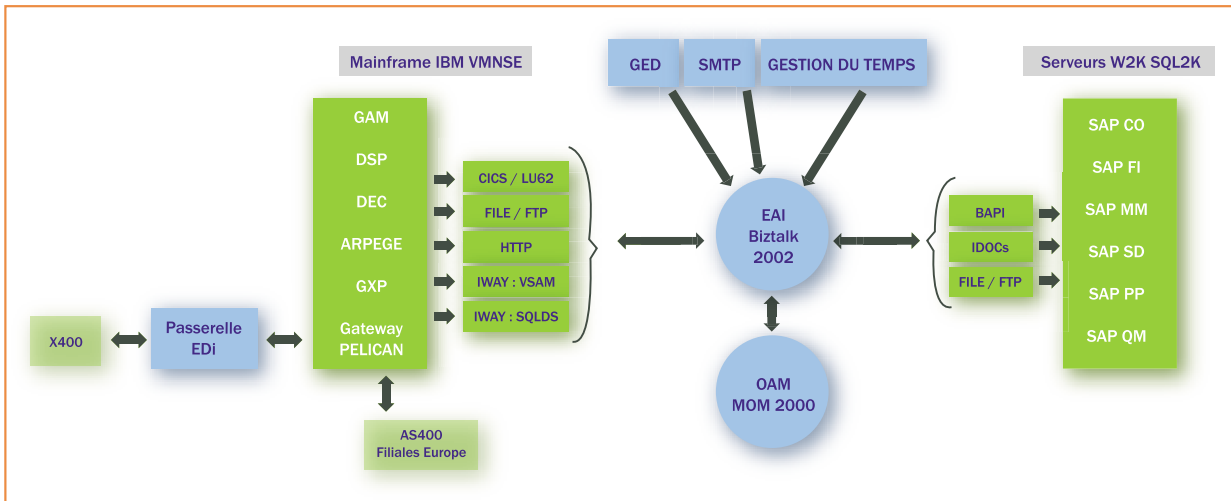 Mainframe IBM VMNSE
GED
SMTP
GESTION DU TEMPS
Serveurs W2K SQL2K
GAM
DSP
DEC
ARPEGE
GXP
Gateway
PELICAN
CICS / LU62
FILE / FTP
HTTP
IWAY : VSAM
IWAY : SQLDS
X400
Passerelle
EDi
AS400
Filiales Europe
EAI
Biztalk
2002
OAM
MOM 2000
BAPI
IDOCs
FILE / FTP
SAP CO
SAP FI
SAP MM
SAP SD
SAP PP
SAP QM